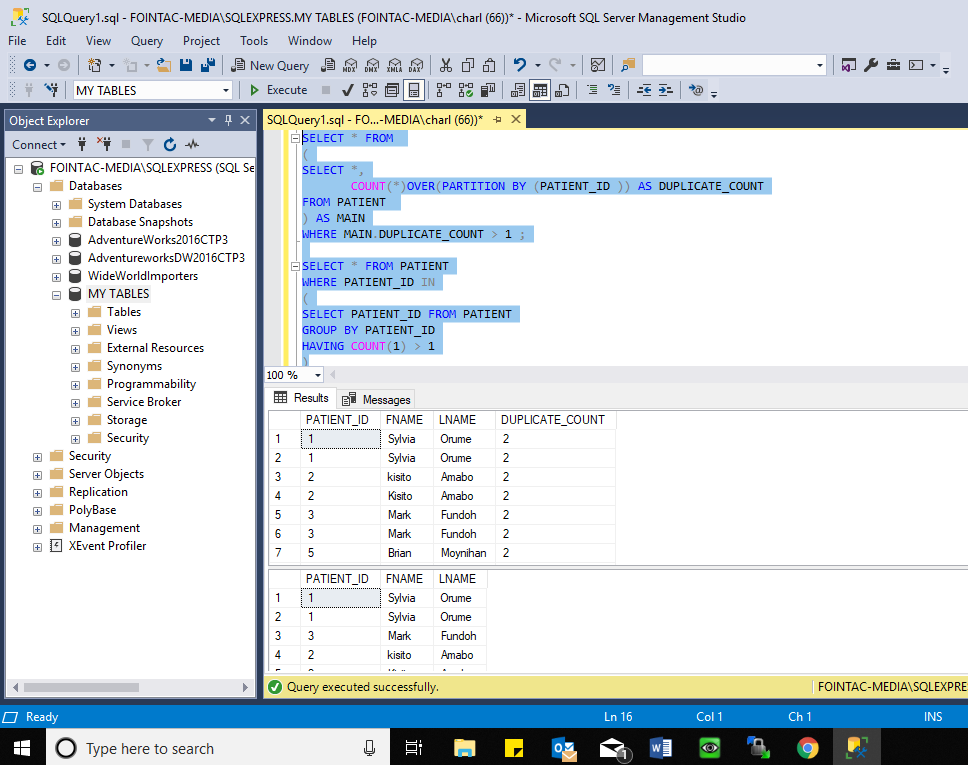 SQLQuery1.sql - FOINTAC-MEDIA\SQLEXPRESS.MY TABLES (FOINTAC-MEDIA\charl (66))* - Microsoft SQL Server Management Studio
File Edit View Query Project Tools Window Help
New Query MDX DMX XMLA DAX
MY TABLES Execute
Object Explorer
Connect
FOINTAC-MEDIA\SQLEXPRESS (SQL Se
Databases
System Databases
Database Snapshots
AdventureWorks2016CTP3
AdventureworksDW2016CTP3
WideWorldImporters
MY TABLES
Tables
Views
External Resources
Synonyms
Programmability
Service Broker
Storage
Security
Security
Server Objects
Replication
PolyBase
Management
XEvent Profiler
SQLQuery1.sql - FO...-MEDIA\charl (66))*
SELECT * FROM
(
SELECT *,
COUNT(*)OVER(PARTITION BY (PATIENT_ID )) AS DUPLICATE_COUNT
FROM PATIENT
) AS MAIN
WHERE MAIN.DUPLICATE_COUNT > 1 ;
SELECT * FROM PATIENT
WHERE PATIENT_ID IN
(
SELECT PATIENT_ID FROM PATIENT
GROUP BY PATIENT_ID
HAVING COUNT(1) > 1
)
100 %
Results Messages
PATIENT_ID FNAME LNAME DUPLICATE_COUNT
1 1 Sylvia Orume 2
2 1 Sylvia Orume 2
3 2 kisito Amabo 2
4 2 Kisito Amabo 2
5 3 Mark Fundoh 2
6 3 Mark Fundoh 2
7 5 Brian Moynihan 2
PATIENT_ID FNAME LNAME
1 1 Sylvia Orume
2 1 Sylvia Orume
3 3 Mark Fundoh
4 2 kisito Amabo
Query executed successfully. FOINTAC-MEDIA\SQLEXPRE
Ready Ln 16 Col 1 Ch 1 INS
Type here to search
1